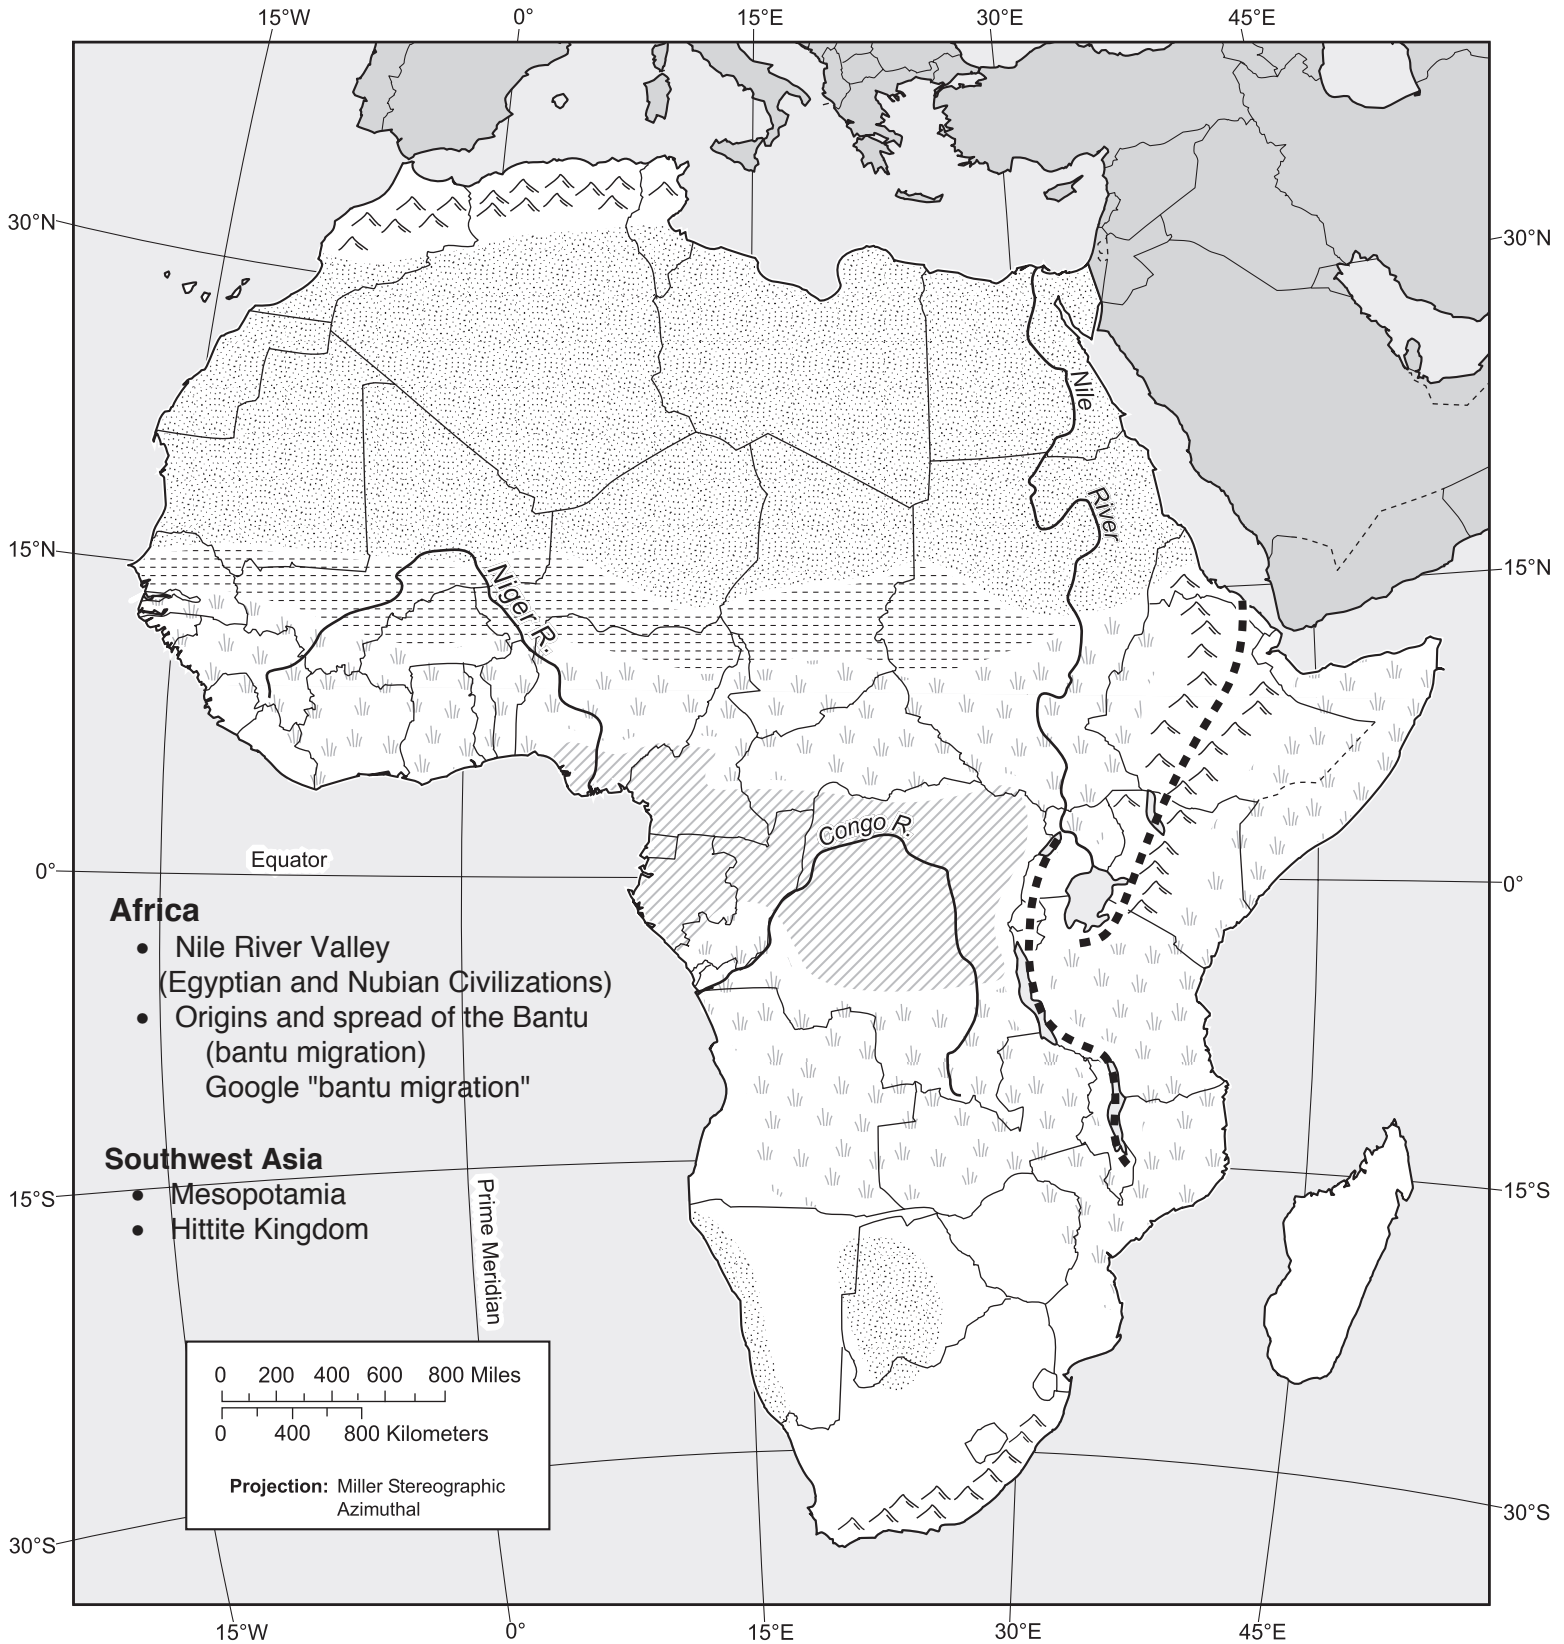 15°W 0° 15°E 30°E 45°E
30°N 30°N
Nile
River
15°N 15°N
Niger R.
Congo R.
Equator
0° 0°
Africa
• Nile River Valley
(Egyptian and Nubian Civilizations)
• Origins and spread of the Bantu
(bantu migration)
Google "bantu migration"
Southwest Asia
• Mesopotamia
• Hittite Kingdom
15°S 15°S
Prime Meridian
0 200 400 600 800 Miles
0 400 800 Kilometers
Projection: Miller Stereographic
Azimuthal
30°S 30°S
15°W 0° 15°E 30°E 45°E